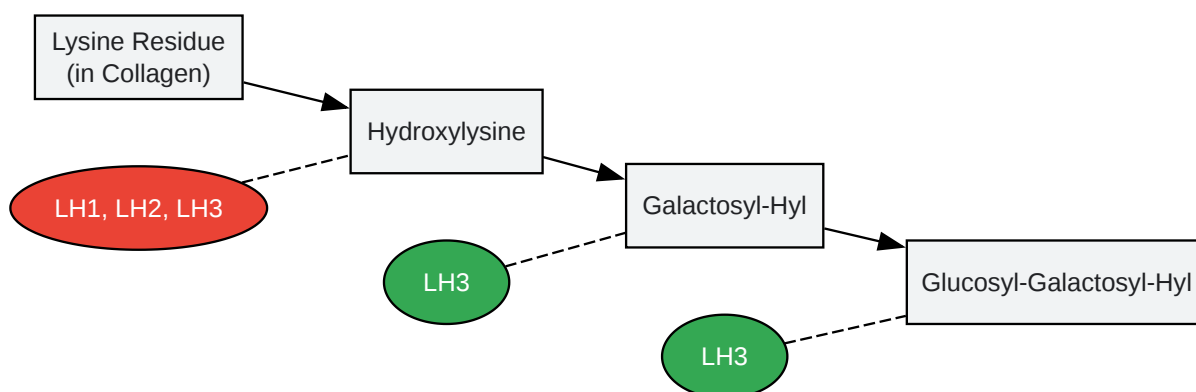 Lysine Residue
(in Collagen)
Hydroxylysine
LH1, LH2, LH3
Galactosyl-Hyl
LH3
Glucosyl-Galactosyl-Hyl
LH3